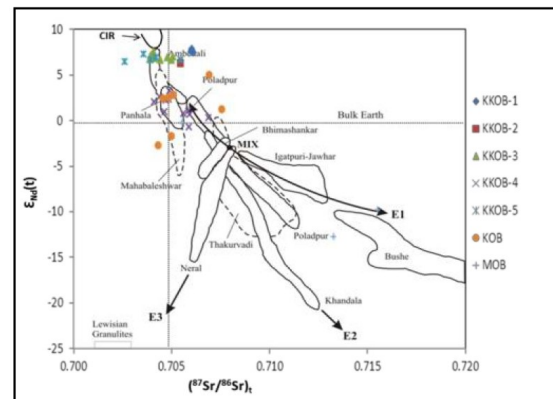 10
5
0
-5
-10
-15
-20
-25
εNd(t)
CIR
Ambenali
Poladpur
Panhala
Bulk Earth
Bhimashankar
MIX
Igatpuri-Jawhar
Mahabaleshwar
E1
Thakurvadi
Poladpur
Bushe
Neral
Khandala
E3
E2
Lewisian
Granulites
0.700
0.705
0.710
0.715
0.720
(⁸⁷Sr/⁸⁶Sr)t
KKOB-1
KKOB-2
KKOB-3
KKOB-4
KKOB-5
KOB
MOB